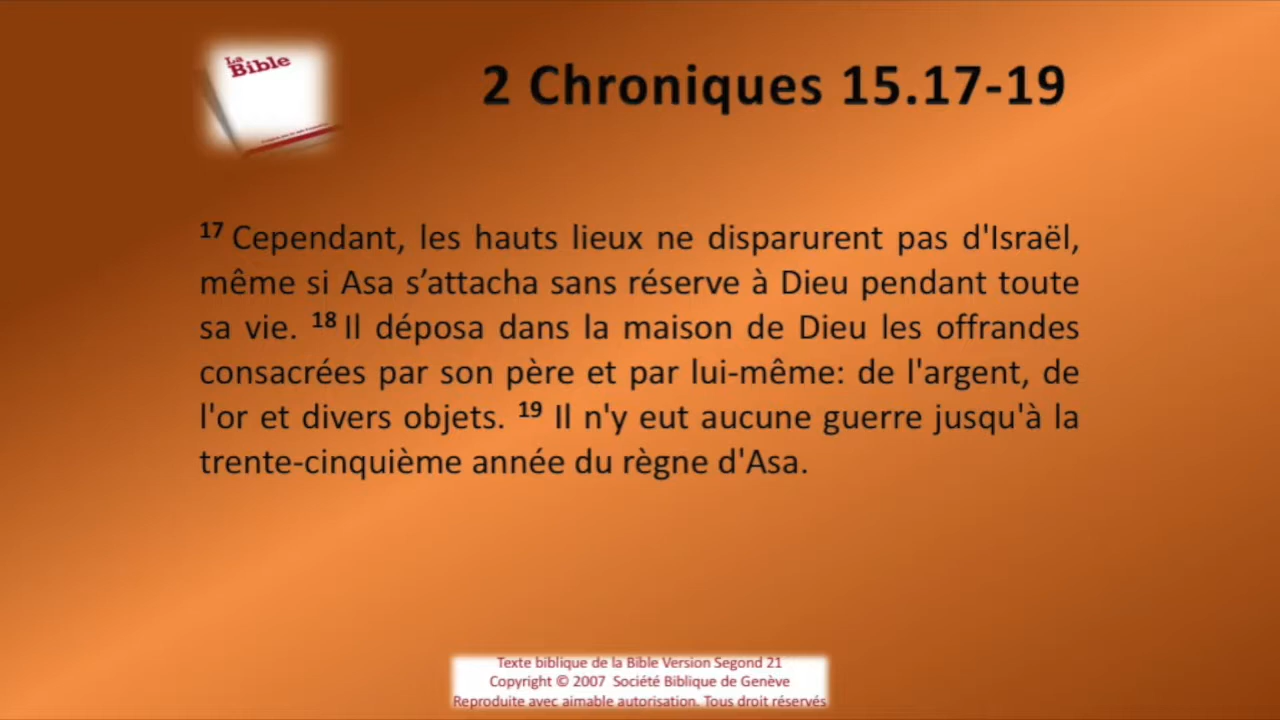 La
Bible
2 Chroniques 15.17-19
17 Cependant, les hauts lieux ne disparurent pas d'Israël,
même si Asa s’attacha sans réserve à Dieu pendant toute
sa vie. 18 Il déposa dans la maison de Dieu les offrandes
consacrées par son père et par lui-même: de l'argent, de
l'or et divers objets. 19 Il n'y eut aucune guerre jusqu'à la
trente-cinquième année du règne d'Asa.
Texte biblique de la Bible Version Segond 21
Copyright © 2007 Société Biblique de Genève
Reproduite avec aimable autorisation. Tous droit réservés